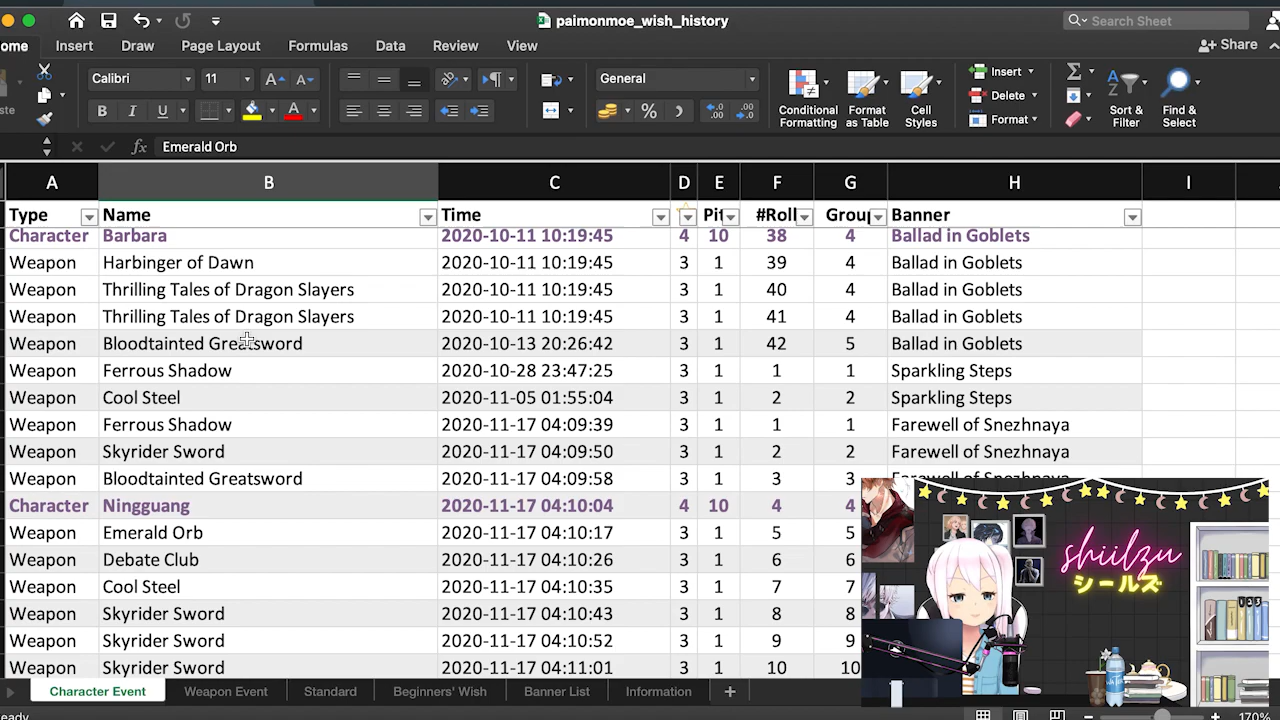 paimonmoe_wish_history
Search Sheet
ome Insert Draw Page Layout Formulas Data Review View Share
ste Calibri 11 General Conditional Formatting Format as Table Cell Styles Insert Delete Format Sort & Filter Find & Select
Emerald Orb
A B C D E F G H I
Type Name Time Pit #Roll Group Banner
Character Barbara 2020-10-11 10:19:45 4 10 38 4 Ballad in Goblets
Weapon Harbinger of Dawn 2020-10-11 10:19:45 3 1 39 4 Ballad in Goblets
Weapon Thrilling Tales of Dragon Slayers 2020-10-11 10:19:45 3 1 40 4 Ballad in Goblets
Weapon Thrilling Tales of Dragon Slayers 2020-10-11 10:19:45 3 1 41 4 Ballad in Goblets
Weapon Bloodtainted Greatsword 2020-10-13 20:26:42 3 1 42 5 Ballad in Goblets
Weapon Ferrous Shadow 2020-10-28 23:47:25 3 1 1 1 Sparkling Steps
Weapon Cool Steel 2020-11-05 01:55:04 3 1 2 2 Sparkling Steps
Weapon Ferrous Shadow 2020-11-17 04:09:39 3 1 1 1 Farewell of Snezhnaya
Weapon Skyrider Sword 2020-11-17 04:09:50 3 1 2 2 Farewell of Snezhnaya
Weapon Bloodtainted Greatsword 2020-11-17 04:09:58 3 1 3 3 Farewell of Snezhnaya
Character Ningguang 2020-11-17 04:10:04 4 10 4 4
Weapon Emerald Orb 2020-11-17 04:10:17 3 1 5 5
Weapon Debate Club 2020-11-17 04:10:26 3 1 6 6
Weapon Cool Steel 2020-11-17 04:10:35 3 1 7 7
Weapon Skyrider Sword 2020-11-17 04:10:43 3 1 8 8
Weapon Skyrider Sword 2020-11-17 04:10:52 3 1 9 9
Weapon Skyrider Sword 2020-11-17 04:11:01 3 1 10 10
shiilzu
シールズ
Character Event Weapon Event Standard Beginners' Wish Banner List Information
eady 170%